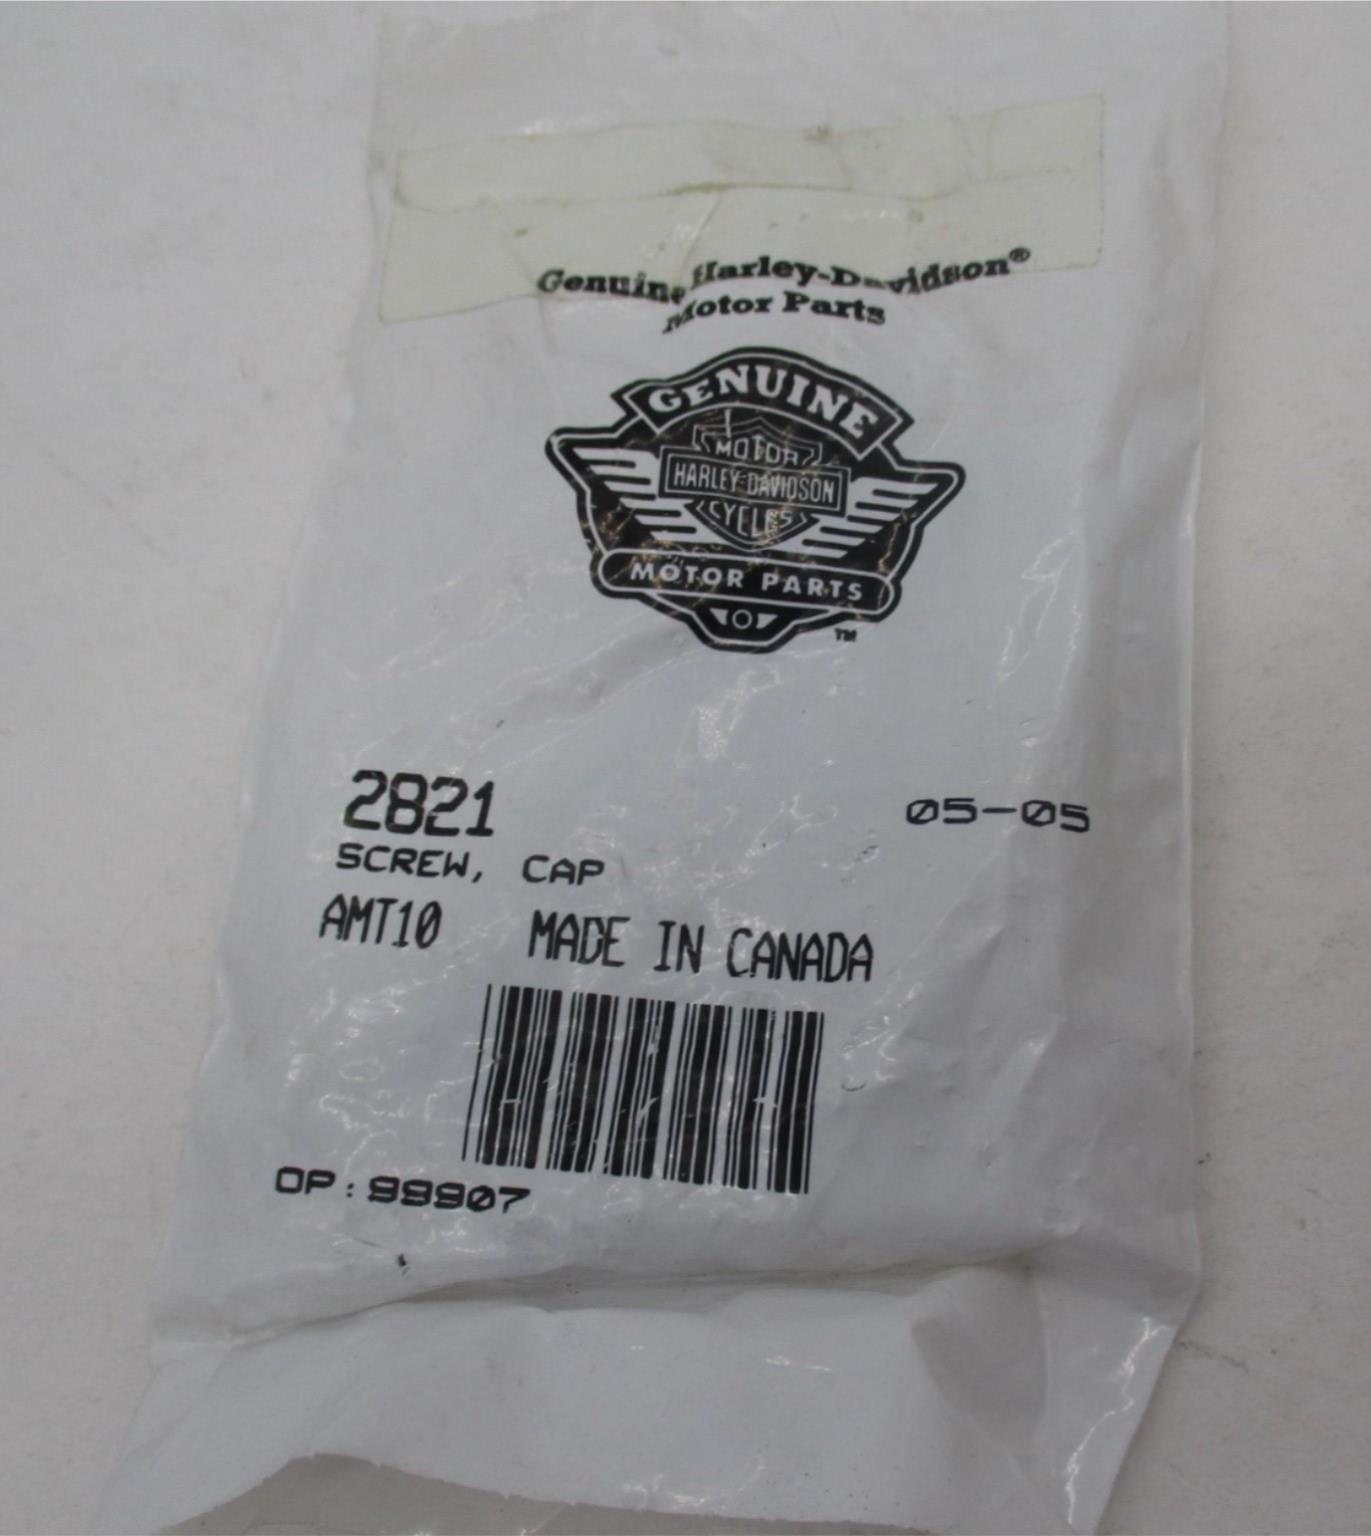 Genuine Harley-Davidson®
Motor Parts
GENUINE
MOTOR
HARLEY-DAVIDSON
CYCLES
MOTOR PARTS
TM
2821 05-05
SCREW, CAP
AMT10 MADE IN CANADA
OP:99907